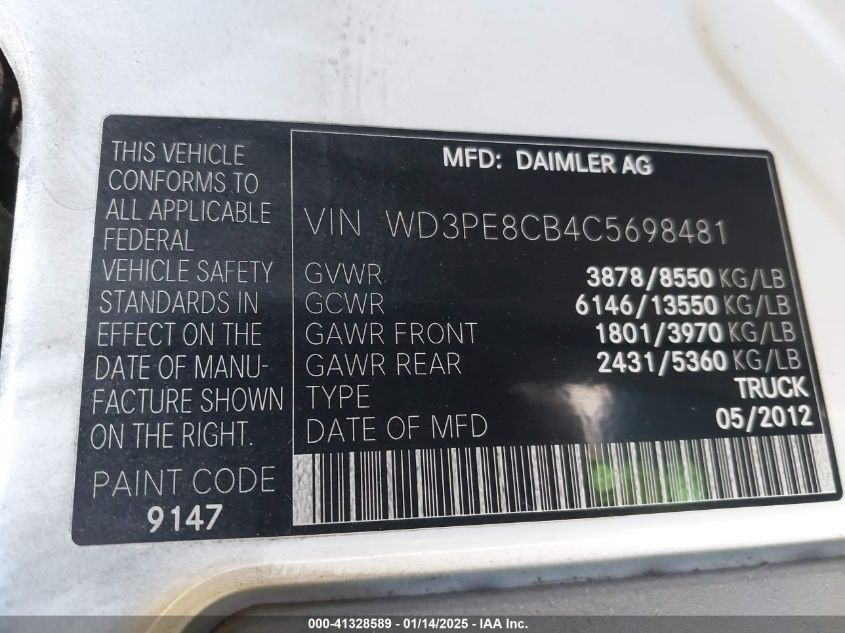 THIS VEHICLE
CONFORMS TO
ALL APPLICABLE
FEDERAL
VEHICLE SAFETY
STANDARDS IN
EFFECT ON THE
DATE OF MANU-
FACTURE SHOWN
ON THE RIGHT.
PAINT CODE
9147
MFD: DAIMLER AG
VIN WD3PE8CB4C5698481
GVWR 3878/8550 KG/LB
GCWR 6146/13550 KG/LB
GAWR FRONT 1801/3970 KG/LB
GAWR REAR 2431/5360 KG/LB
TYPE TRUCK
DATE OF MFD 05/2012
000-41328589 - 01/14/2025 - IAA Inc.